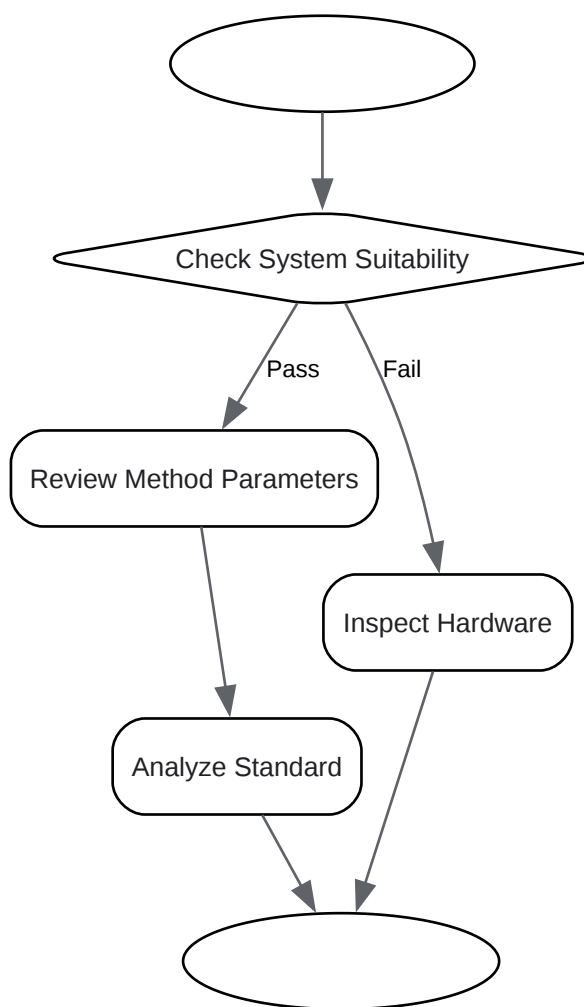 Check System Suitability
Pass
Fail
Review Method Parameters
Inspect Hardware
Analyze Standard